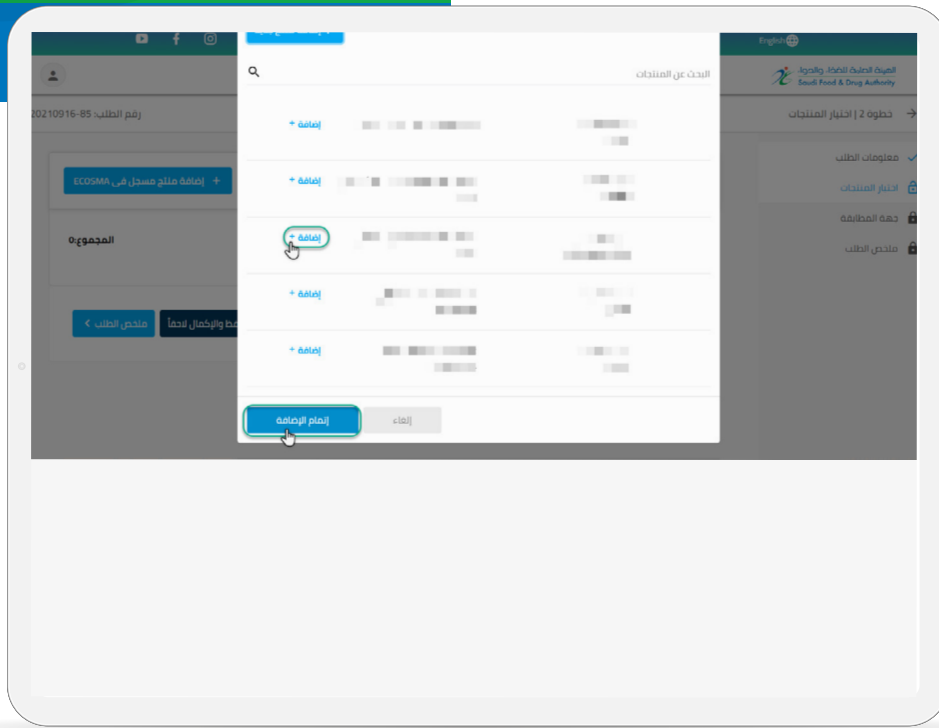 English
الهيئة العامة للغذاء والدواء
Saudi Food & Drug Authority
خطوة 2 | اختيار المنتجات
رقم الطلب: 85-20210916
معلومات الطلب
اختيار المنتجات
جهة المطابقة
ملخص الطلب
البحث عن المنتجات
إضافة +
إضافة +
إضافة +
إضافة +
إضافة +
إلغاء
إتمام الإضافة
+ إضافة منتج مسجل في ECOSMA
المجموع:0
والإكمال لاحقاً
ملخص الطلب